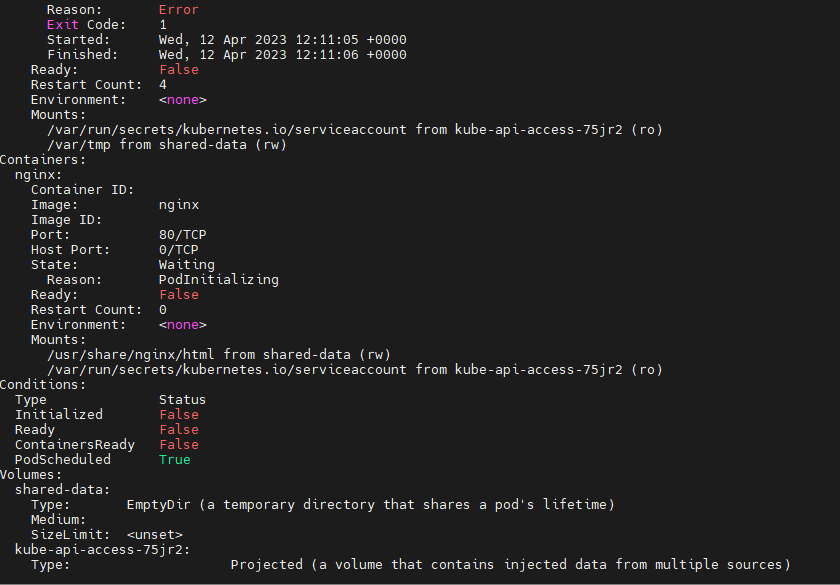 Reason:       Error
Exit Code:    1
Started:      Wed, 12 Apr 2023 12:11:05 +0000
Finished:     Wed, 12 Apr 2023 12:11:06 +0000
Ready:          False
Restart Count:  4
Environment:    <none>
Mounts:
/var/run/secrets/kubernetes.io/serviceaccount from kube-api-access-75jr2 (ro)
/var/tmp from shared-data (rw)
Containers:
nginx:
Container ID:
Image:          nginx
Image ID:
Port:           80/TCP
Host Port:      0/TCP
State:          Waiting
Reason:       PodInitializing
Ready:          False
Restart Count:  0
Environment:    <none>
Mounts:
/usr/share/nginx/html from shared-data (rw)
/var/run/secrets/kubernetes.io/serviceaccount from kube-api-access-75jr2 (ro)
Conditions:
Type              Status
Initialized       False
Ready             False
ContainersReady   False
PodScheduled      True
Volumes:
shared-data:
Type:       EmptyDir (a temporary directory that shares a pod's lifetime)
Medium:
SizeLimit:  <unset>
kube-api-access-75jr2:
Type:                    Projected (a volume that contains injected data from multiple sources)